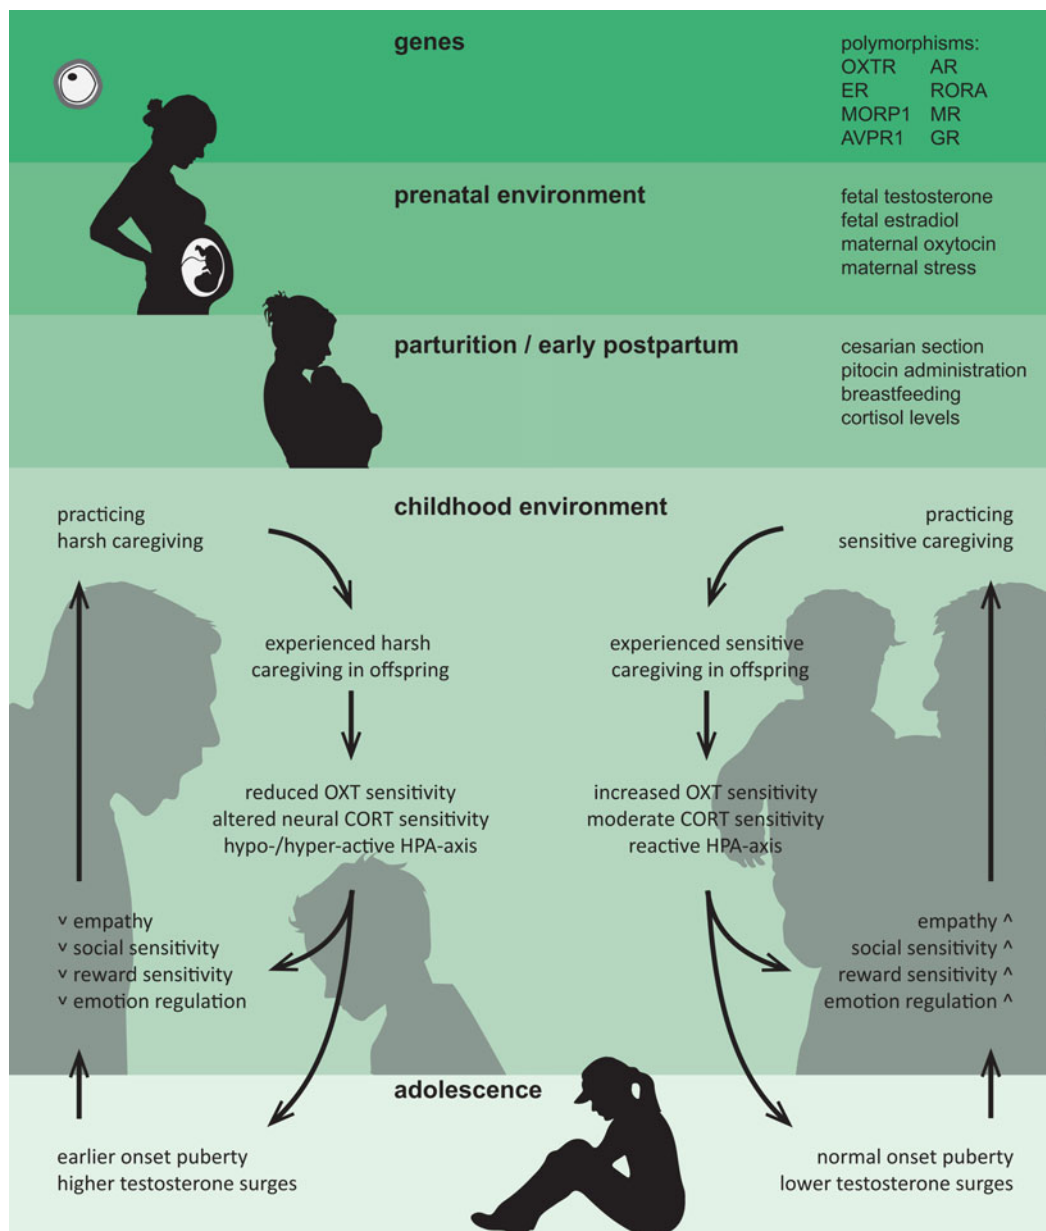 genes
polymorphisms:
OXTR AR
ER RORA
MORP1 MR
AVPR1 GR
prenatal environment
fetal testosterone
fetal estradiol
maternal oxytocin
maternal stress
parturition / early postpartum
cesarian section
pitocin administration
breastfeeding
cortisol levels
childhood environment
practicing
harsh caregiving
practicing
sensitive caregiving
experienced harsh
caregiving in offspring
experienced sensitive
caregiving in offspring
reduced OXT sensitivity
altered neural CORT sensitivity
hypo-/hyper-active HPA-axis
increased OXT sensitivity
moderate CORT sensitivity
reactive HPA-axis
˅ empathy
˅ social sensitivity
˅ reward sensitivity
˅ emotion regulation
empathy ^
social sensitivity ^
reward sensitivity ^
emotion regulation ^
adolescence
earlier onset puberty
higher testosterone surges
normal onset puberty
lower testosterone surges